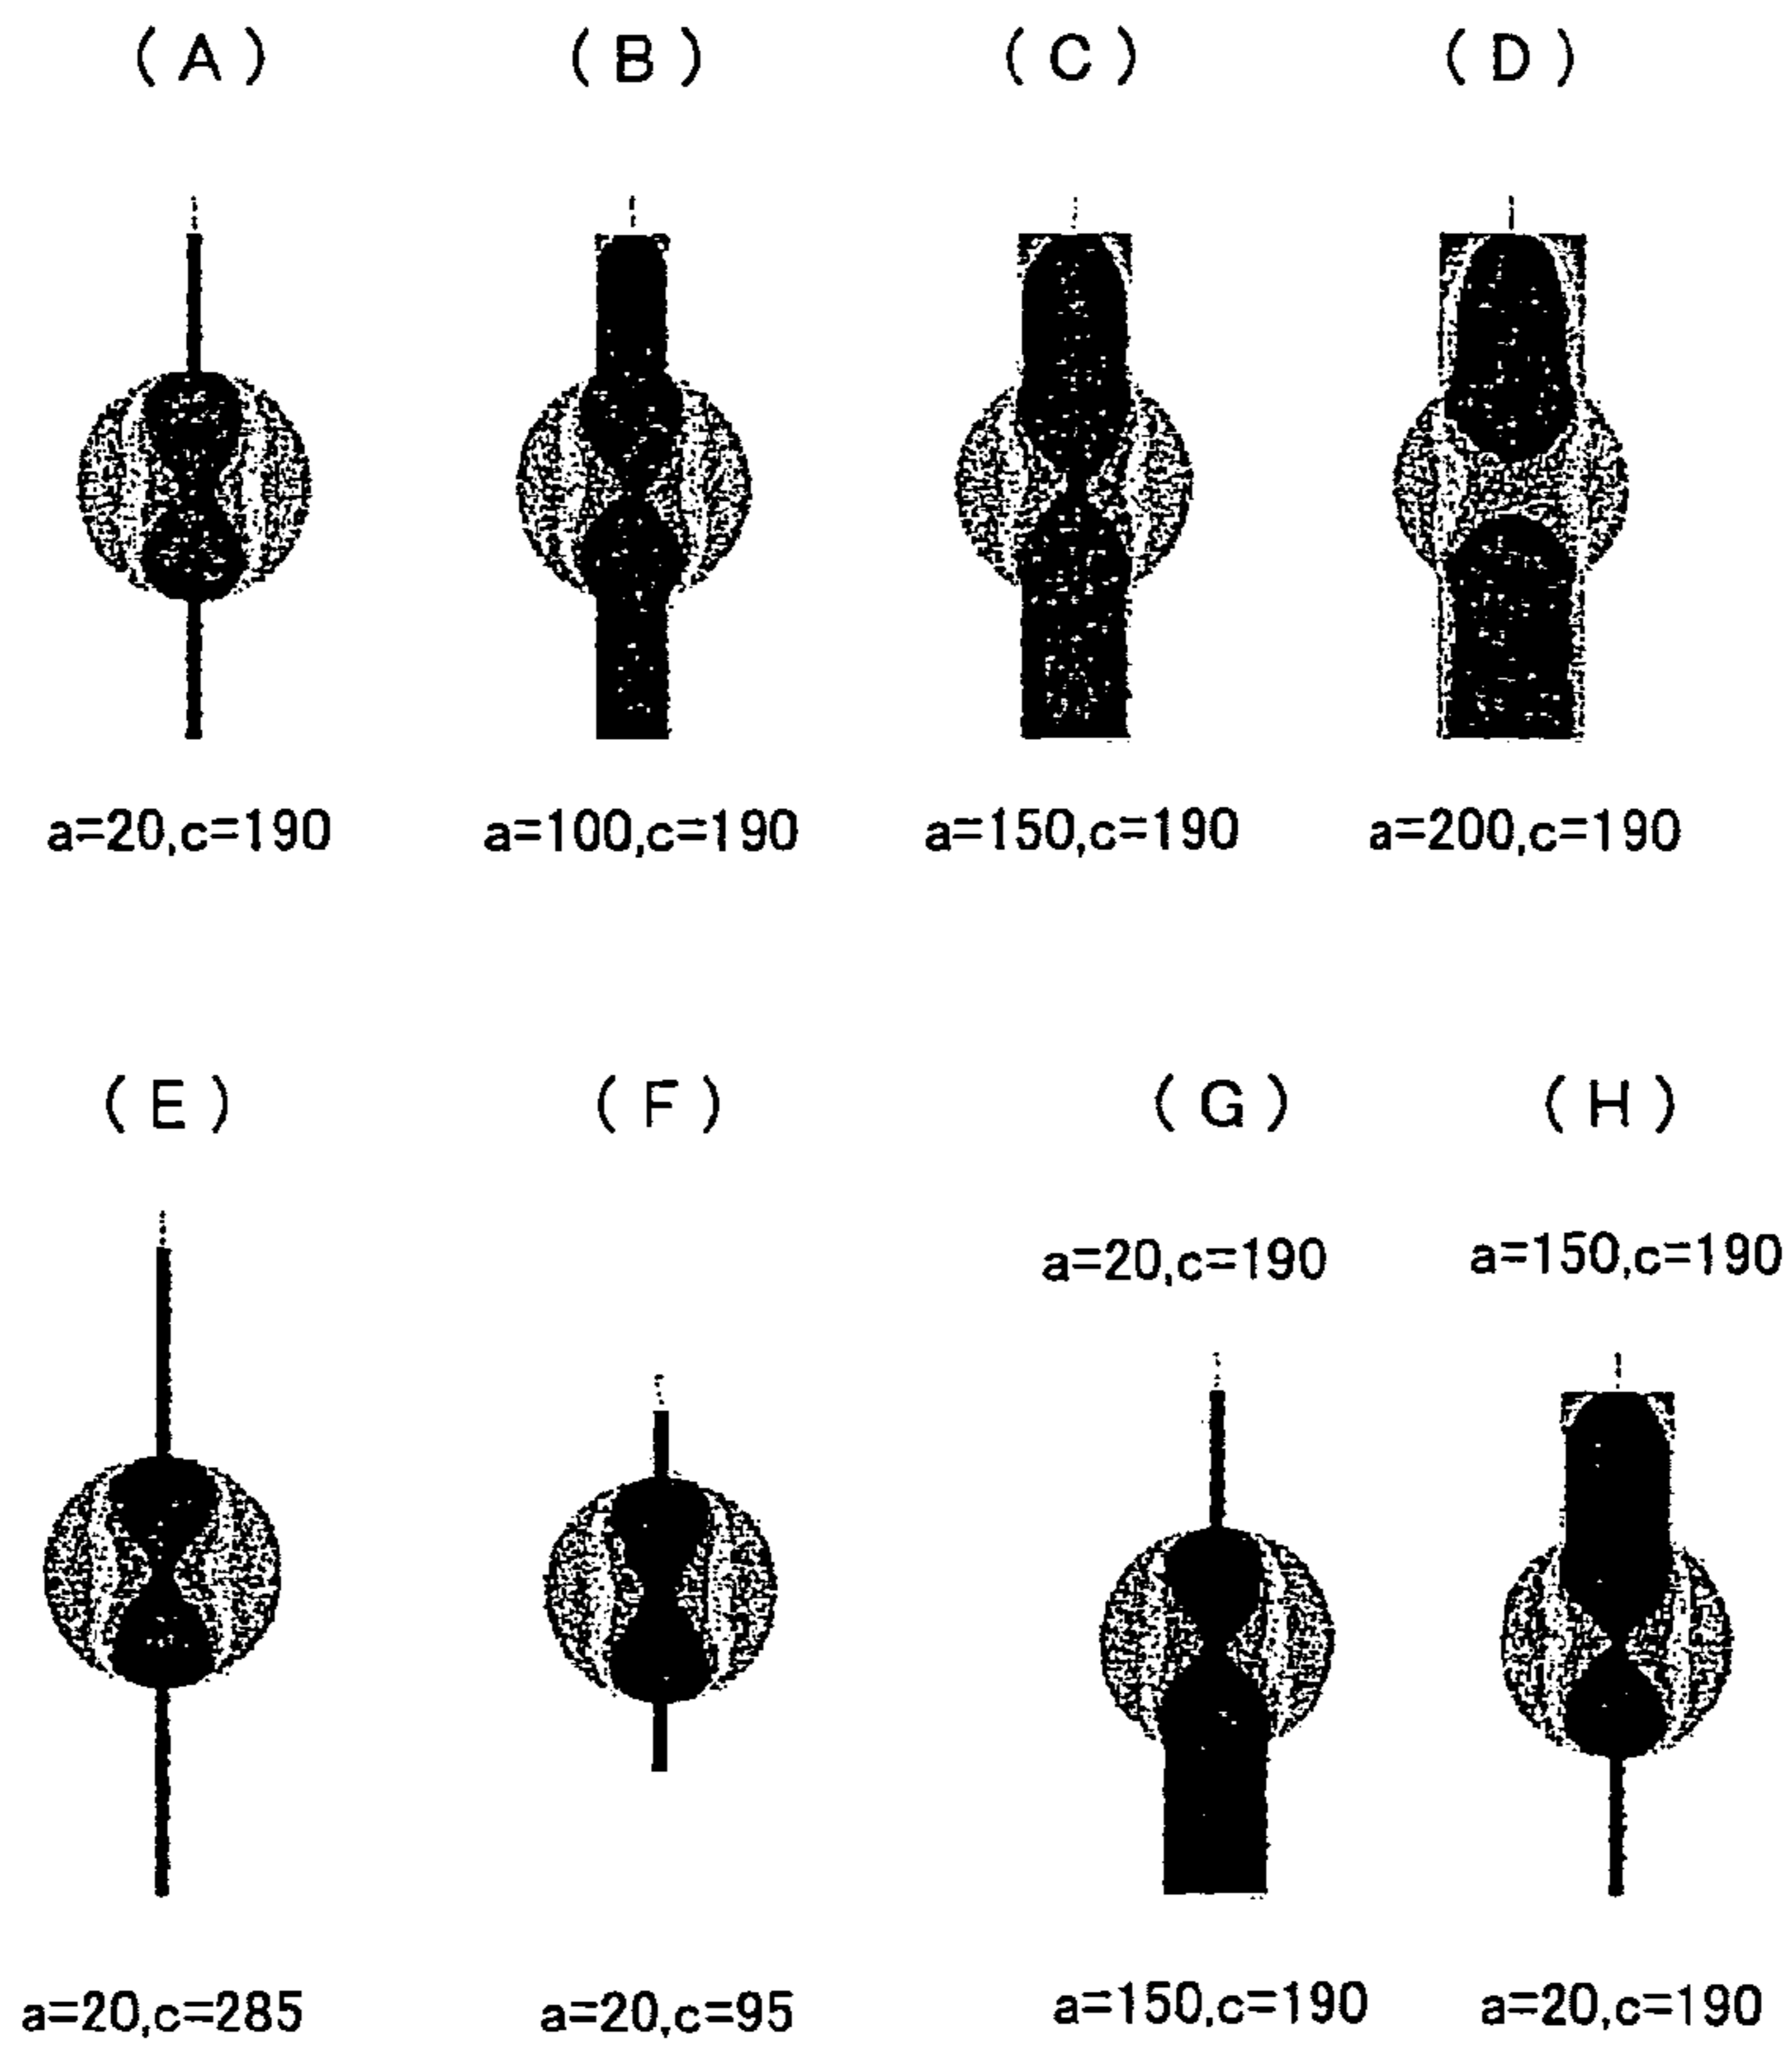 (A) (B) (C) (D)
a=20,c=190 a=100,c=190 a=150,c=190 a=200,c=190
(E) (F) (G) (H)
a=20,c=190 a=150,c=190
a=20,c=285 a=20,c=95 a=150,c=190 a=20,c=190